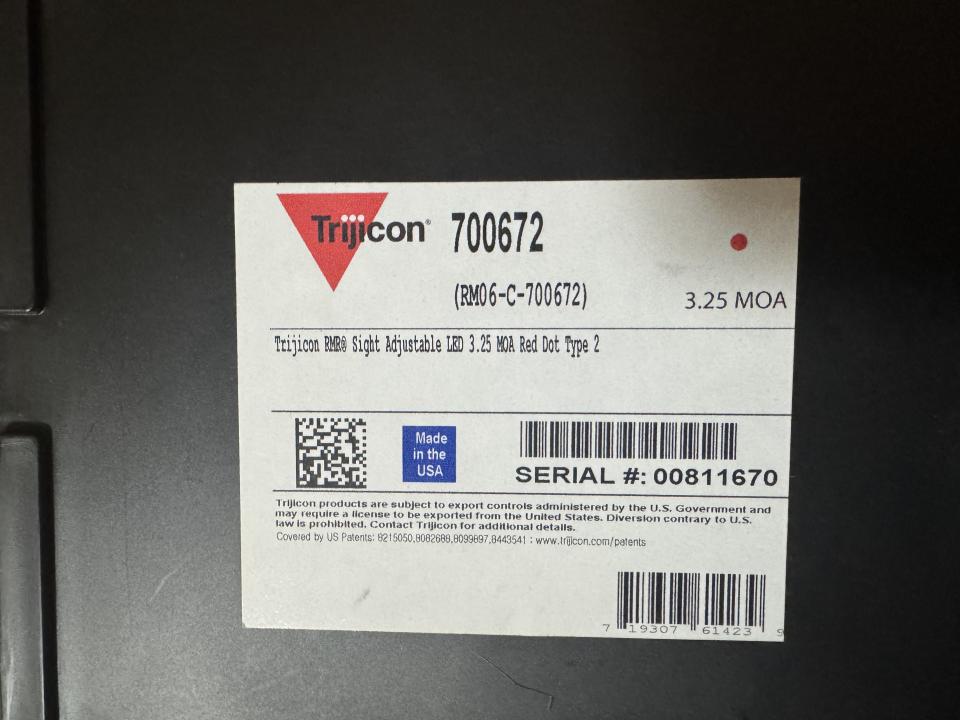 Trijicon® 700672
(RM06-C-700672)
3.25 MOA
Trijicon RMR® Sight Adjustable LED 3.25 MOA Red Dot Type 2
Made
in the
USA
SERIAL #: 00811670
Trijicon products are subject to export controls administered by the U.S. Government and
may require a license to be exported from the United States. Diversion contrary to U.S.
law is prohibited. Contact Trijicon for additional details.
Covered by US Patents: 8215050,8082688,8099897,8443541 : www.trijicon.com/patents
7 19307 61423 9